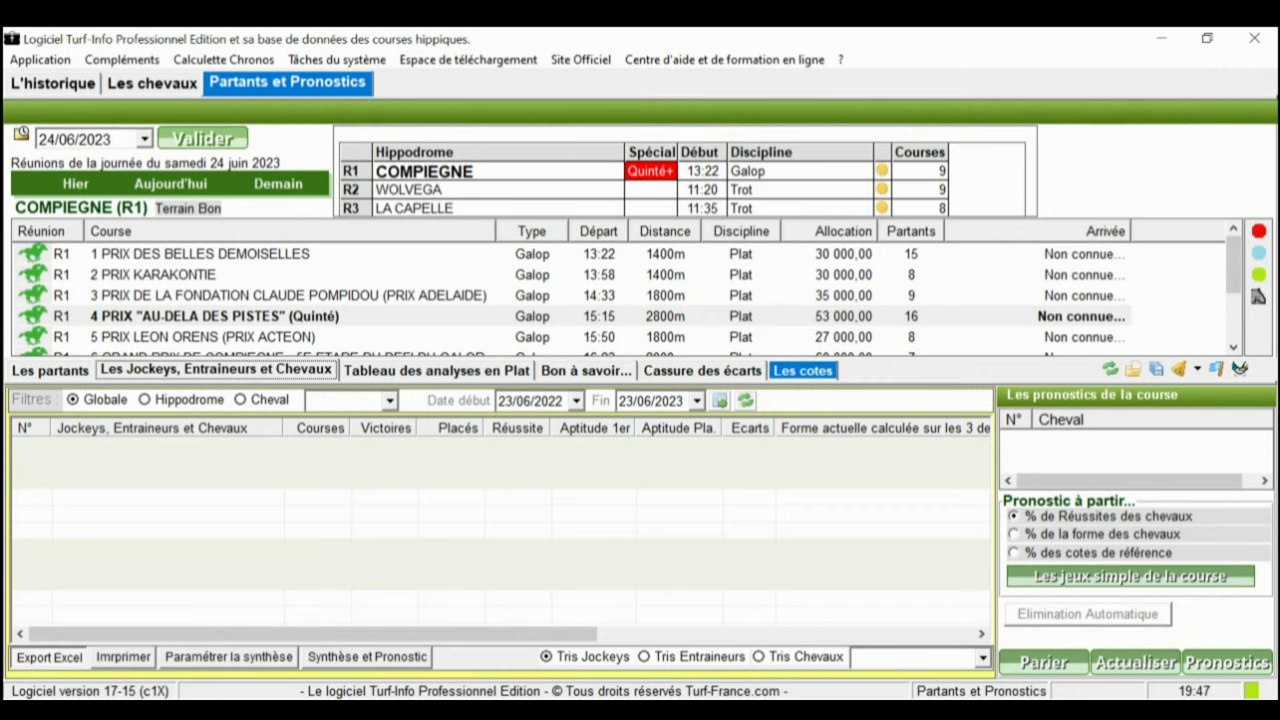 Logiciel Turf-Info Professionnel Edition et sa base de données des courses hippiques.
Application Compléments Calculette Chronos Tâches du système Espace de téléchargement Site Officiel Centre d'aide et de formation en ligne ?
L'historique Les chevaux Partants et Pronostics
24/06/2023 Valider
Réunions de la journée du samedi 24 juin 2023
Hier Aujourd'hui Demain
COMPIEGNE (R1) Terrain Bon
Hippodrome Spécial Début Discipline Courses
R1 COMPIEGNE Quinté+ 13:22 Galop 9
R2 WOLVEGA 11:20 Trot 9
R3 LA CAPELLE 11:35 Trot 8
Réunion Course Type Départ Distance Discipline Allocation Partants Arrivée
R1 1 PRIX DES BELLES DEMOISELLES Galop 13:22 1400m Plat 30 000,00 15 Non connue...
R1 2 PRIX KARAKONTIE Galop 13:58 1400m Plat 30 000,00 8 Non connue...
R1 3 PRIX DE LA FONDATION CLAUDE POMPIDOU (PRIX ADELAIDE) Galop 14:33 1800m Plat 35 000,00 9 Non connue...
R1 4 PRIX "AU-DELA DES PISTES" (Quinté) Galop 15:15 2800m Plat 53 000,00 16 Non connue...
R1 5 PRIX LEON ORENS (PRIX ACTEON) Galop 15:50 1800m Plat 27 000,00 8 Non connue...
Les partants Les Jockeys, Entraineurs et Chevaux Tableau des analyses en Plat Bon à savoir... Cassure des écarts Les cotes
Filtres : Globale Hippodrome Cheval Date début 23/06/2022 Fin 23/06/2023
N° Jockeys, Entraineurs et Chevaux Courses Victoires Placés Réussite Aptitude 1er Aptitude Pla. Ecarts Forme actuelle calculée sur les 3 de
Les pronostics de la course
N° Cheval
Pronostic à partir...
% de Réussites des chevaux
% de la forme des chevaux
% des cotes de référence
Les jeux simple de la course
Elimination Automatique
Export Excel Imrprimer Paramétrer la synthèse Synthèse et Pronostic Tris Jockeys Tris Entraineurs Tris Chevaux
Parier Actualiser Pronostics
Logiciel version 17-15 (c1X) - Le logiciel Turf-Info Professionnel Edition - © Tous droits réservés Turf-France.com - Partants et Pronostics 19:47